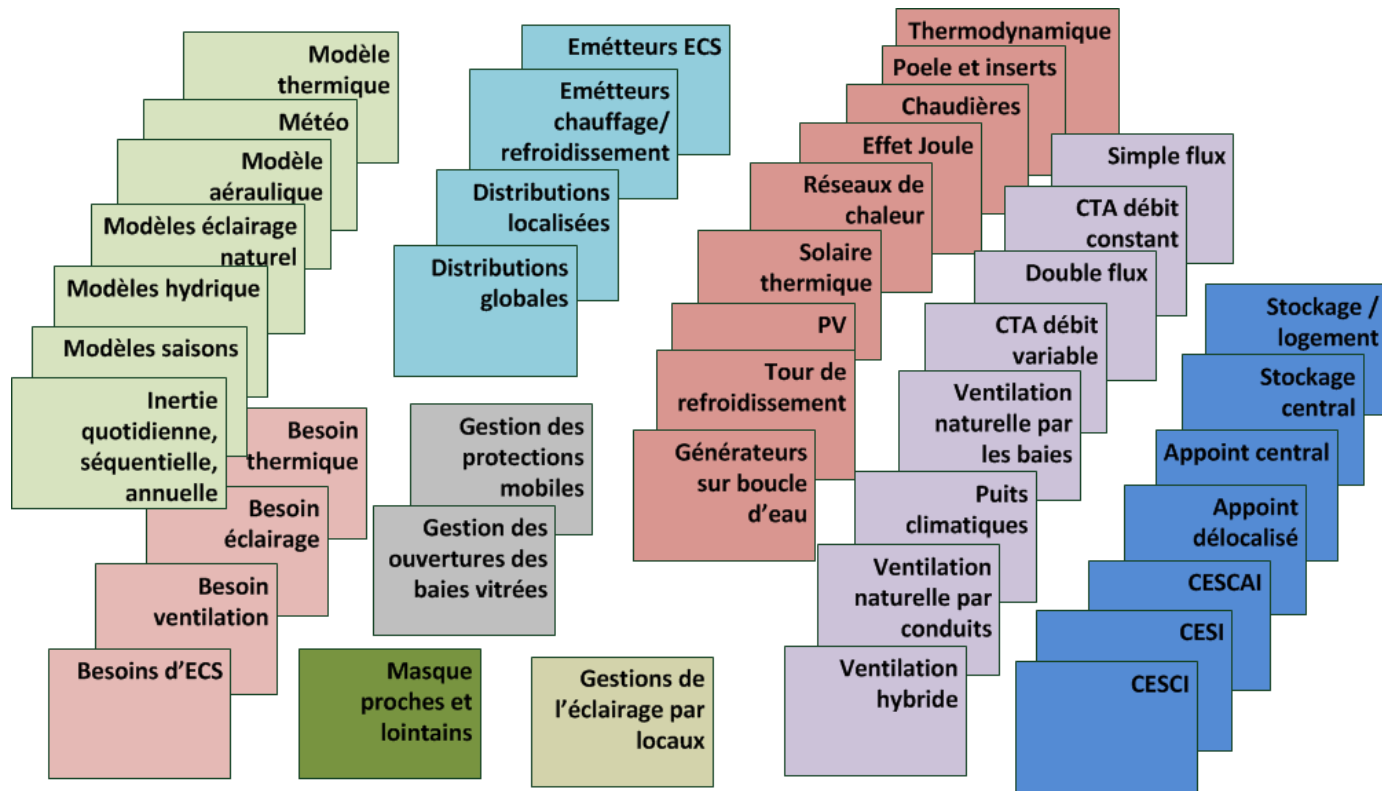 Modèle
thermique
Météo
Modèle
aéraulique
Modèles éclairage
naturel
Modèles hydrique
Modèles saisons
Inertie
quotidienne,
séquentielle,
annuelle
Besoin
thermique
Besoin
éclairage
Besoin
ventilation
Besoins d'ECS
Emétteurs ECS
Emétteurs
chauffage/
refroidissement
Distributions
localisées
Distributions
globales
Gestion des
protections
mobiles
Gestion des
ouvertures des
baies vitrées
Masque
proches et
lointains
Gestions de
l'éclairage par
locaux
Thermodynamique
Poele et inserts
Chaudières
Effet Joule
Réseaux de
chaleur
Solaire
thermique
PV
Tour de
refroidissement
Générateurs
sur boucle
d'eau
Simple flux
CTA débit
constant
Double flux
CTA débit
variable
Ventilation
naturelle par
les baies
Puits
climatiques
Ventilation
naturelle par
conduits
Ventilation
hybride
Stockage /
logement
Stockage
central
Appoint central
Appoint
délocalisé
CESCAI
CESI
CESCI